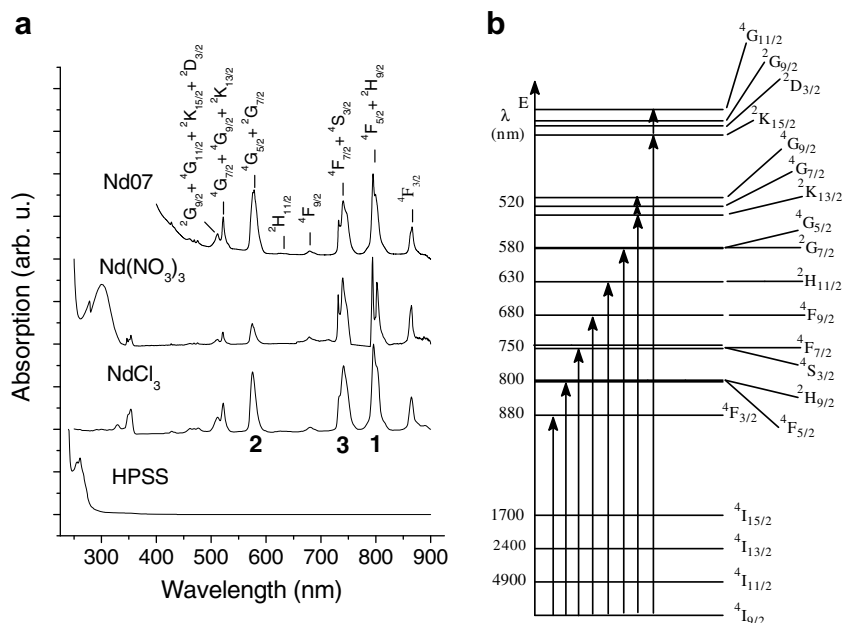 a
Absorption (arb. u.)
²G₉/₂ + ⁴G₁₁/₂ + ²K₁₅/₂ + ²D₃/₂
⁴G₇/₂ + ⁴G₉/₂ + ²K₁₃/₂
⁴G₅/₂ + ²G₇/₂
²H₁₁/₂
⁴F₉/₂
⁴F₇/₂ + ⁴S₃/₂
⁴F₅/₂ + ²H₉/₂
⁴F₃/₂
Nd07
Nd(NO₃)₃
NdCl₃
2
3
1
HPSS
300 400 500 600 700 800 900
Wavelength (nm)
b
E
λ
(nm)
520
580
630
680
750
800
880
1700
2400
4900
⁴G₁₁/₂
²G₉/₂
²D₃/₂
²K₁₅/₂
⁴G₉/₂
⁴G₇/₂
²K₁₃/₂
⁴G₅/₂
²G₇/₂
²H₁₁/₂
⁴F₉/₂
⁴F₇/₂
⁴S₃/₂
²H₉/₂
⁴F₃/₂
⁴F₅/₂
⁴I₁₅/₂
⁴I₁₃/₂
⁴I₁₁/₂
⁴I₉/₂